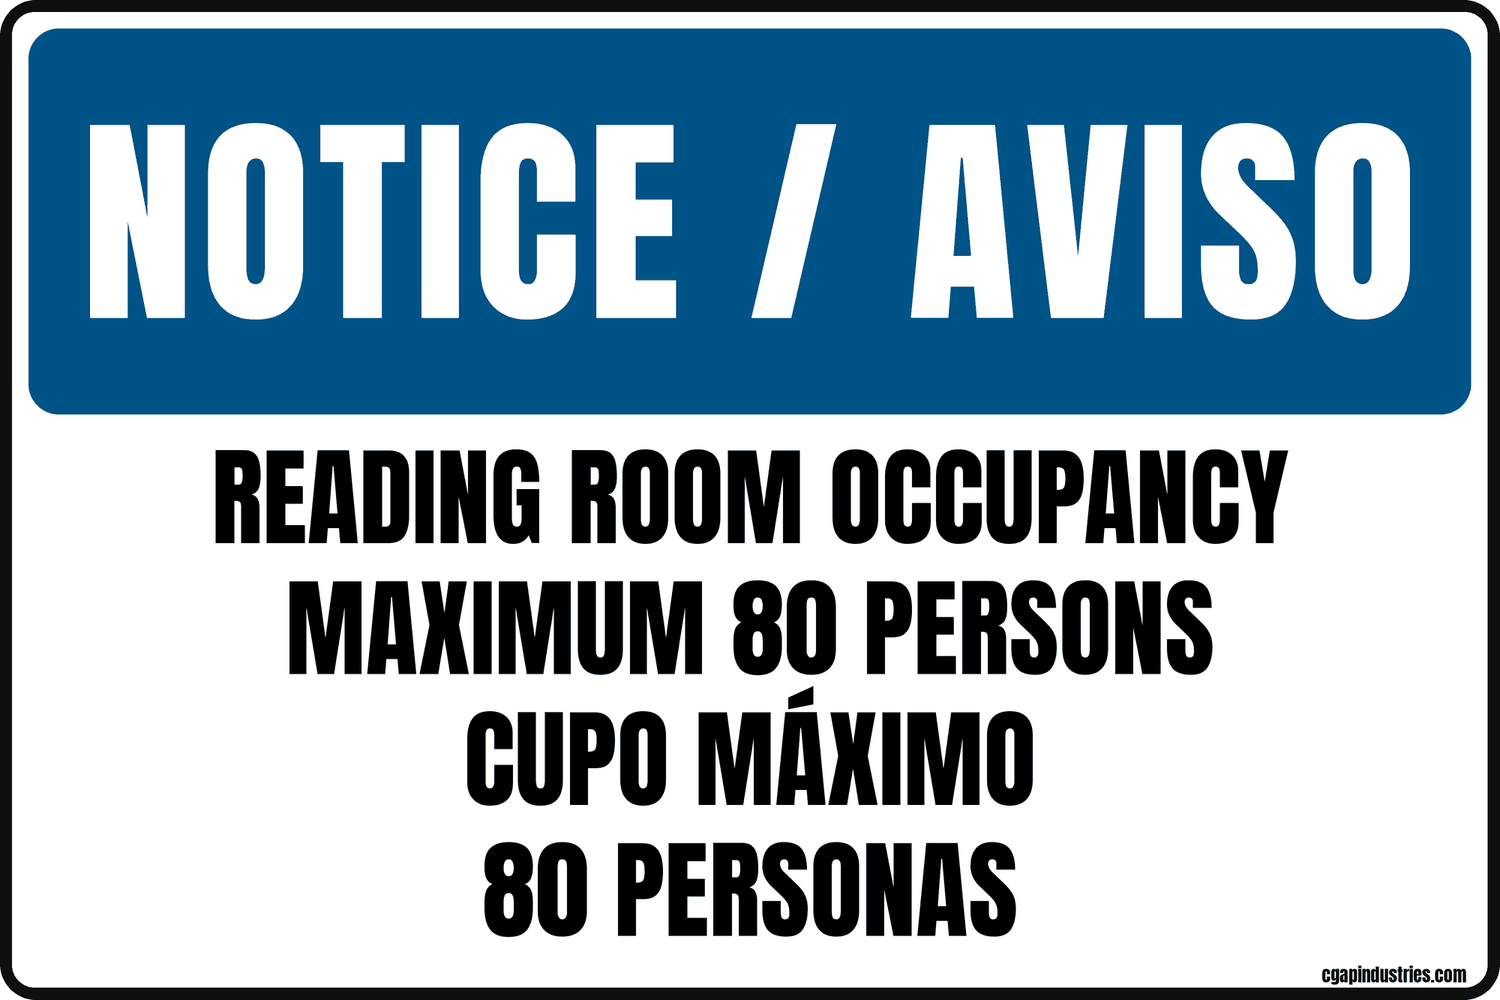 NOTICE / AVISO
READING ROOM OCCUPANCY
MAXIMUM 80 PERSONS
CUPO MÁXIMO
80 PERSONAS
cgapindustries.com